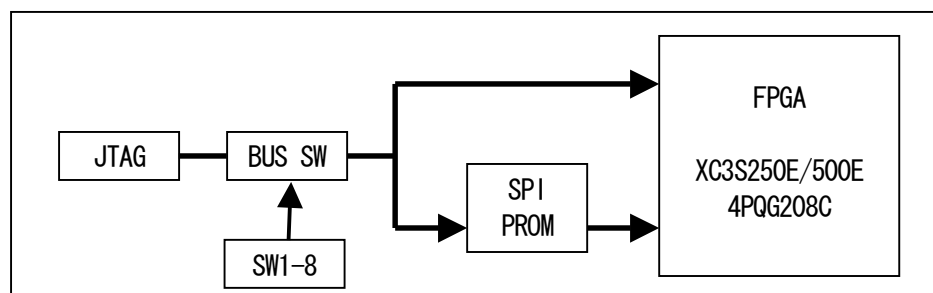 JTAG
BUS SW
SW1-8
SPI
PROM
FPGA
XC3S250E/500E
4PQG208C